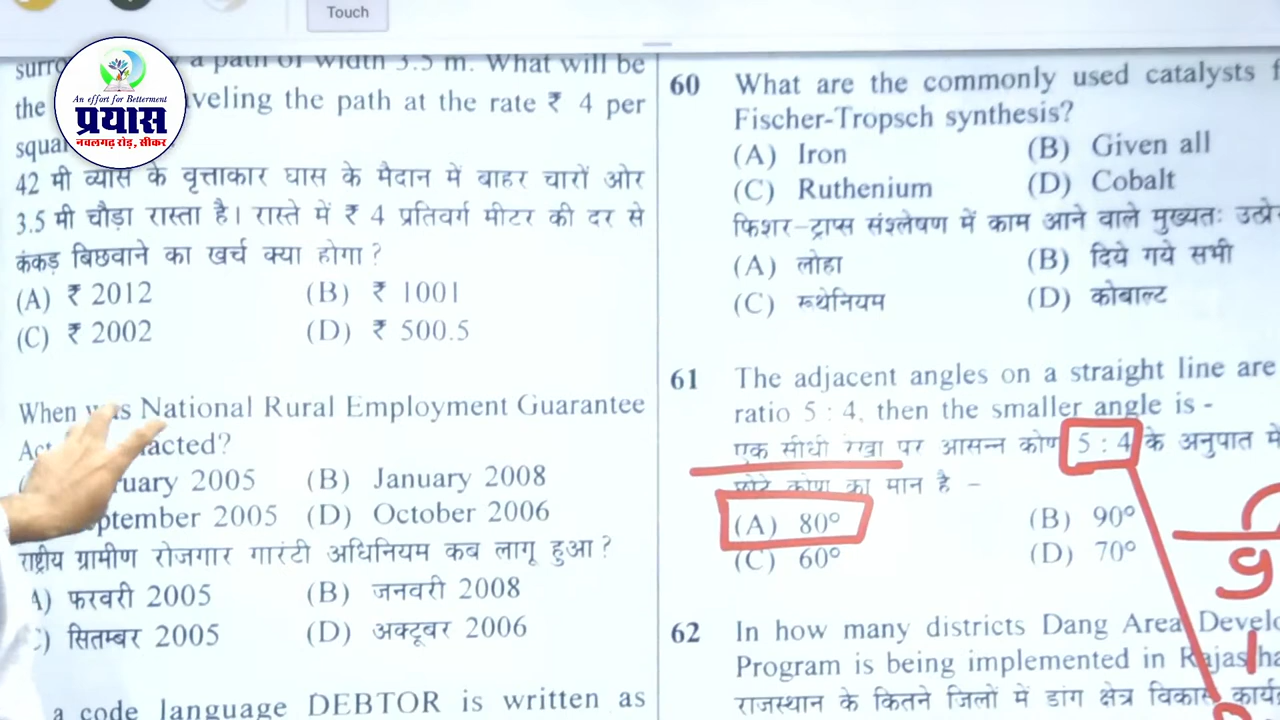 Touch
An effort for Betterment
प्रयास
नवलगढ़ रोड़, सीकर
a path of width 3.5 m. What will be
the veling the path at the rate ₹ 4 per
42 मी व्यास के वृत्ताकार घास के मैदान में बाहर चारों ओर
3.5 मी चौड़ा रास्ता है। रास्ते में ₹ 4 प्रतिवर्ग मीटर की दर से
कंकड़ बिछवाने का खर्च क्या होगा ?
(A) ₹ 2012 (B) ₹ 1001
(C) ₹ 2002 (D) ₹ 500.5
When was National Rural Employment Guarantee
acted?
ruary 2005 (B) January 2008
ptember 2005 (D) October 2006
राष्ट्रीय ग्रामीण रोजगार गारंटी अधिनियम कब लागू हुआ ?
A) फरवरी 2005 (B) जनवरी 2008
C) सितम्बर 2005 (D) अक्टूबर 2006
a code language DEBTOR is written as
60 What are the commonly used catalysts f
Fischer-Tropsch synthesis?
(A) Iron (B) Given all
(C) Ruthenium (D) Cobalt
फिशर-ट्राप्स संश्लेषण में काम आने वाले मुख्यतः उत्प्रे
(A) लोहा (B) दिये गये सभी
(C) रूथेनियम (D) कोबाल्ट
61 The adjacent angles on a straight line are
ratio 5 : 4, then the smaller angle is -
एक सीधी रेखा पर आसन्न कोण 5 : 4 के अनुपात में
छोटे कोण का मान है –
(A) 80° (B) 90°
(C) 60° (D) 70°
9
62 In how many districts Dang Area Develo
Program is being implemented in Rajastha
राजस्थान के कितने जिलों में डांग क्षेत्र विकास कार्य